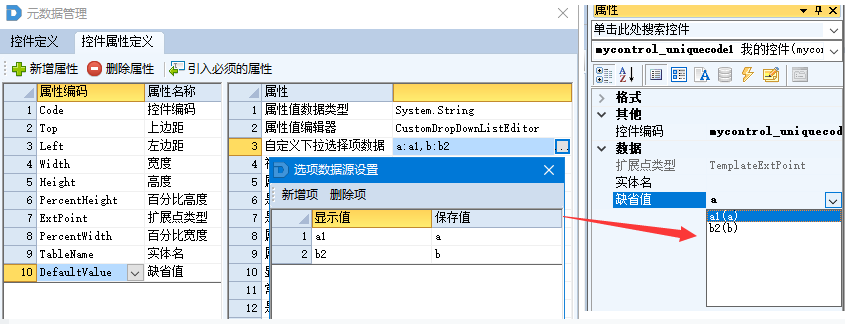 元数据管理
控件定义
控件属性定义
新增属性
删除属性
引入必须的属性
属性编码 属性名称
1 Code 控件编码
2 Top 上边距
3 Left 左边距
4 Width 宽度
5 Height 高度
6 PercentHeight 百分比高度
7 ExtPoint 扩展点类型
8 PercentWidth 百分比宽度
9 TableName 实体名
10 DefaultValue 缺省值
属性
1 属性值数据类型 System.String
2 属性值编辑器 CustomDropDownListEditor
3 自定义下拉选择项数据 a:a1,b:b2
4
5
6
7
8
9
10
11
12
选项数据源设置
新增项 删除项
显示值 保存值
1 a1 a
2 b2 b
属性
单击此处搜索控件
mycontrol_uniquecode1 我的控件(mycor
格式
其他
控件编码 mycontrol_uniquecod
数据
扩展点类型 TemplateExtPoint
实体名
缺省值 a
a1(a)
b2(b)